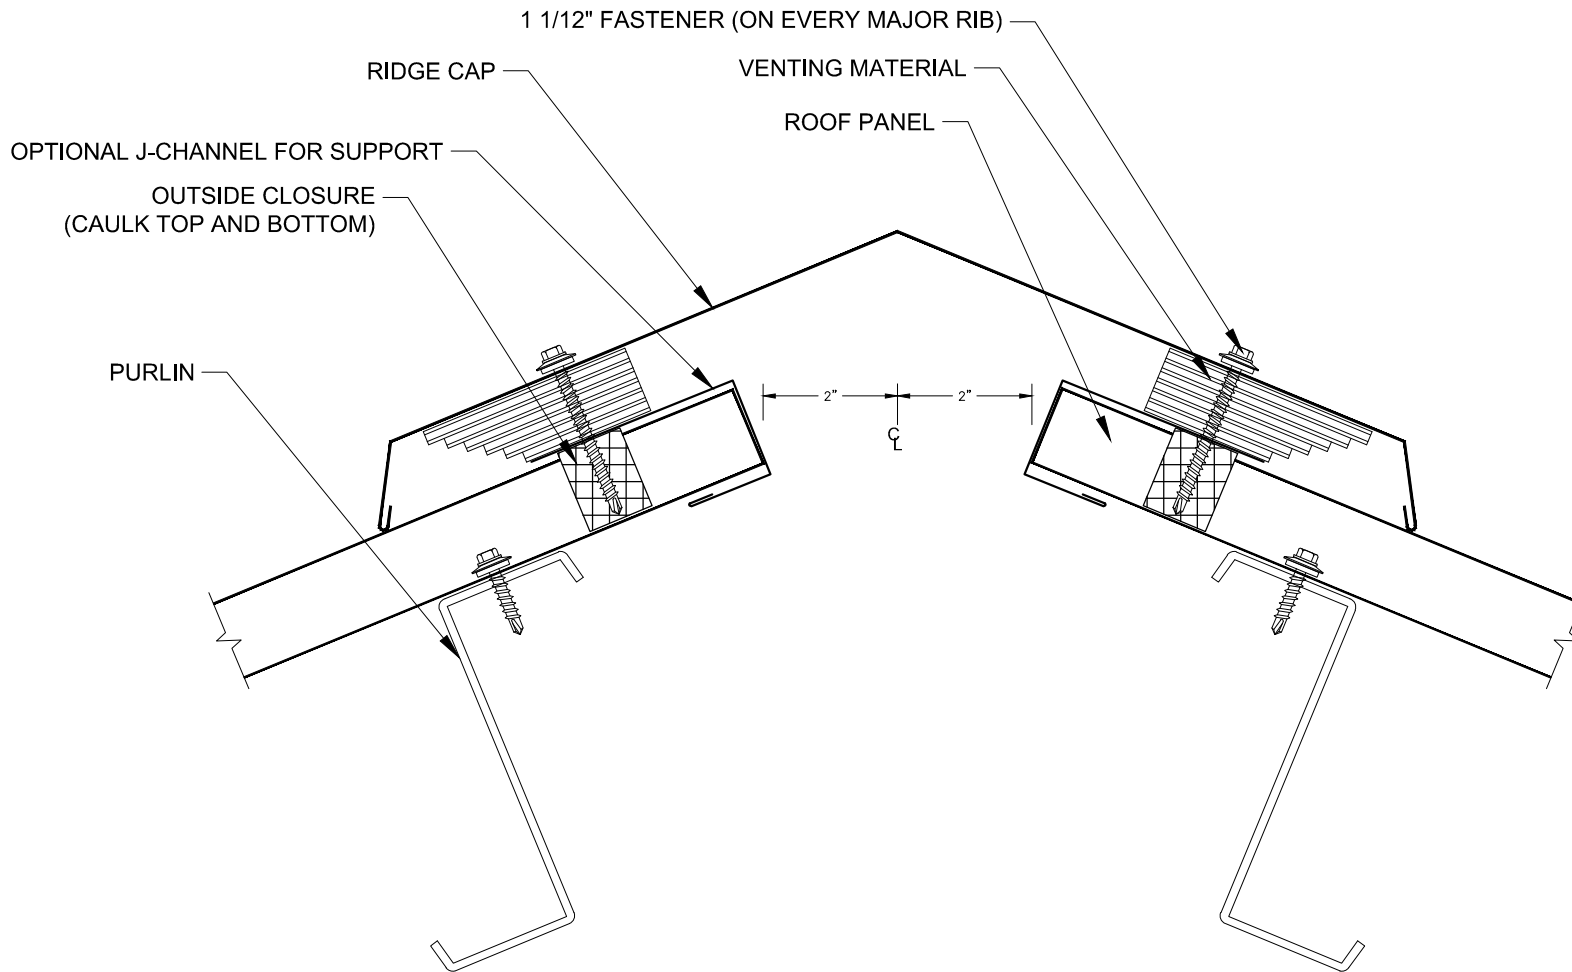 1 1/12" FASTENER (ON EVERY MAJOR RIB)
RIDGE CAP
VENTING MATERIAL
ROOF PANEL
OPTIONAL J-CHANNEL FOR SUPPORT
OUTSIDE CLOSURE
(CAULK TOP AND BOTTOM)
PURLIN
2" 2"
CL